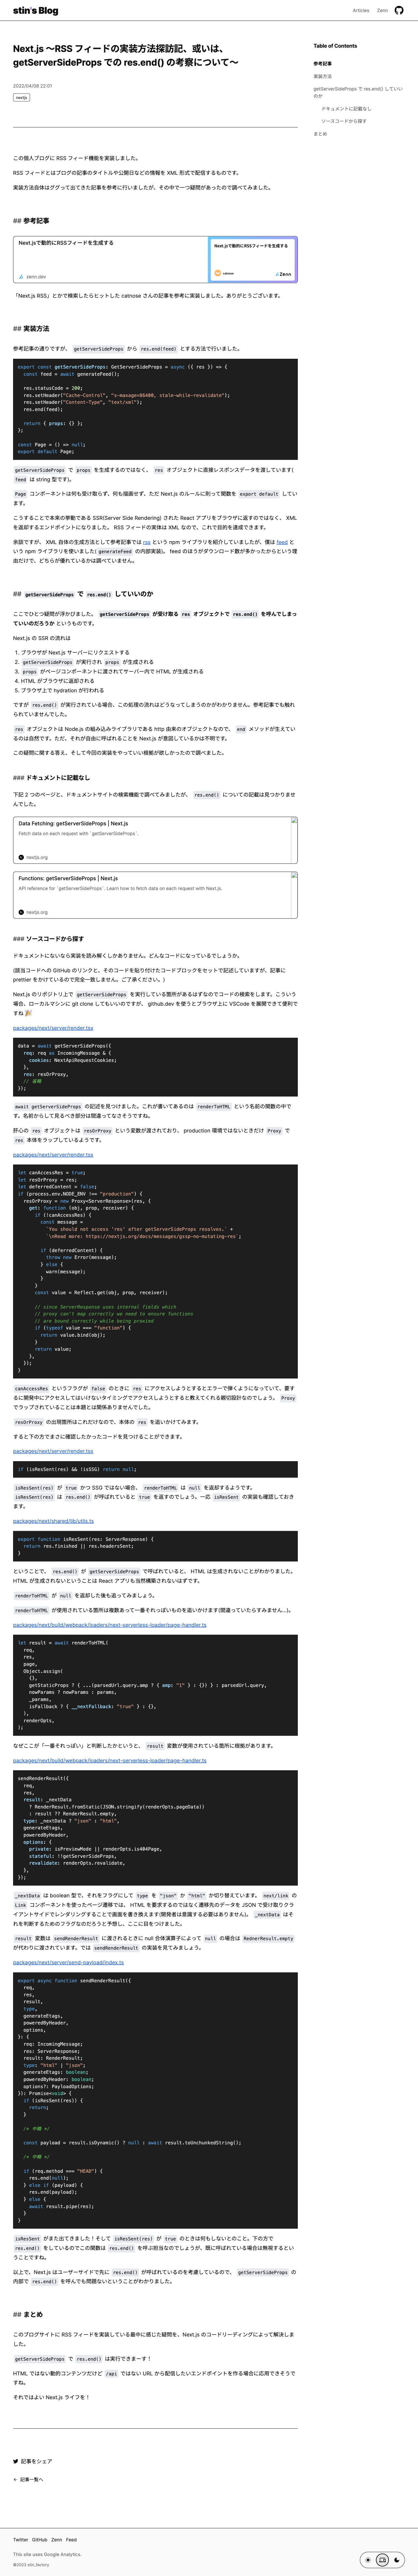 stin's Blog
Articles
Zenn
Next.js 〜RSS フィードの実装方法探訪記、或いは、
getServerSideProps での res.end() の考察について〜
2022/04/08 22:01
nextjs
Table of Contents
参考記事
実装方法
getServerSideProps で res.end() していい
のか
ドキュメントに記載なし
ソースコードから探す
まとめ
この個人ブログに RSS フィード機能を実装しました。
RSS フィードとはブログの記事のタイトルや公開日などの情報を XML 形式で配信するものです。
実装方法自体はググって出てきた記事を参考に行いましたが、その中で一つ疑問があったので調べてみました。
## 参考記事
Next.jsで動的にRSSフィードを生成する
zenn.dev
Next.jsで動的にRSSフィードを生成する
catnose
Zenn
「Next.js RSS」とかで検索したらヒットした catnose さんの記事を参考に実装しました。ありがとうございます。
## 実装方法
参考記事の通りですが、 getServerSideProps から res.end(feed) とする方法で行いました。
export const getServerSideProps: GetServerSideProps = async ({ res }) => {
const feed = await generateFeed();
res.statusCode = 200;
res.setHeader("Cache-Control", "s-maxage=86400, stale-while-revalidate");
res.setHeader("Content-Type", "text/xml");
res.end(feed);
return { props: {} };
};
const Page = () => null;
export default Page;
getServerSideProps で props を生成するのではなく、 res オブジェクトに直接レスポンスデータを渡しています(
feed は string 型です)。
Page コンポーネントは何も受け取らず、何も描画せず、ただ Next.js のルールに則って関数を export default してい
ます。
こうすることで本来の挙動である SSR(Server Side Rendering) された React アプリをブラウザに返すのではなく、 XML
を返却するエンドポイントになりました。 RSS フィードの実体は XML なので、これで目的を達成できます。
余談ですが、 XML 自体の生成方法として参考記事では rss という npm ライブラリを紹介していましたが、僕は feed と
いう npm ライブラリを使いました( generateFeed の内部実装)。 feed のほうがダウンロード数が多かったからという理
由だけで選んでいるがどっちが優れているかは調べていません。
## getServerSideProps で res.end() していいのか
ここでひとつ疑問が浮かびました。 getServerSideProps が受け取る res オブジェクトで res.end() を呼んでしまっ
ていいのだろうか というものです。
Next.js の SSR の流れは
1. ブラウザが Next.js サーバーにリクエストする
2. getServerSideProps が実行され props が生成される
3. props がページコンポーネントに渡されてサーバー内で HTML が生成される
4. HTML がブラウザに返却される
5. ブラウザ上で hydration が行われる
ですが res.end() が実行されている場合、この処理の流れはどうなってしまうのかがわかりません。参考記事でも触れ
られていませんでした。
res オブジェクトは Node.js の組み込みライブラリである http 由来のオブジェクトなので、 end メソッドが生えてい
るのは自然です。ただ、それが自由に呼ばれることを Next.js が意図しているかは不明です。
この疑問に関する答え、そして今回の実装をやっていい根拠が欲しかったので調べました。
### ドキュメントに記載なし
下記 2 つのページと、ドキュメントサイトの検索機能で調べてみましたが、 res.end() についての記載は見つかりませ
んでした。
Data Fetching: getServerSideProps | Next.js
Fetch data on each request with `getServerSideProps`.
nextjs.org
Functions: getServerSideProps | Next.js
API reference for `getServerSideProps`. Learn how to fetch data on each request with Next.js.
nextjs.org
### ソースコードから探す
ドキュメントにないなら実装を読み解くしかありません。どんなコードになっているでしょうか。
(該当コードへの GitHub のリンクと、そのコードを貼り付けたコードブロックをセットで記述していますが、記事に
prettier をかけているので完全一致しません。ご了承ください。)
Next.js のリポジトリ上で getServerSideProps を実行している箇所があるはずなのでコードの検索をします。こういう
場合、ローカルマシンに git clone してもいいのですが、 github.dev を使うとブラウザ上に VSCode を展開できて便利で
すね 🎉
packages/next/server/render.tsx
data = await getServerSideProps({
req: req as IncomingMessage & {
cookies: NextApiRequestCookies;
},
res: resOrProxy,
// 省略
});
await getServerSideProps の記述を見つけました。これが書いてあるのは renderToHTML という名前の関数の中で
す。名前からして見るべき部分は間違ってなさそうです。
肝心の res オブジェクトは resOrProxy という変数が渡されており、 production 環境ではないときだけ Proxy で
res 本体をラップしているようです。
packages/next/server/render.tsx
let canAccessRes = true;
let resOrProxy = res;
let deferredContent = false;
if (process.env.NODE_ENV !== "production") {
resOrProxy = new Proxy<ServerResponse>(res, {
get: function (obj, prop, receiver) {
if (!canAccessRes) {
const message =
`You should not access 'res' after getServerSideProps resolves.` +
`\nRead more: https://nextjs.org/docs/messages/gssp-no-mutating-res`;
if (deferredContent) {
throw new Error(message);
} else {
warn(message);
}
}
const value = Reflect.get(obj, prop, receiver);
// since ServerResponse uses internal fields which
// proxy can't map correctly we need to ensure functions
// are bound correctly while being proxied
if (typeof value === "function") {
return value.bind(obj);
}
return value;
},
});
}
canAccessRes というフラグが false のときに res にアクセスしようとするとエラーで弾くようになっていて、要す
るに開発中にアクセスしてはいけないタイミングでアクセスしようとすると教えてくれる親切設計なのでしょう。 Proxy
でラップされていることは本題とは関係ありませんでした。
resOrProxy の出現箇所はこれだけなので、本体の res を追いかけてみます。
すると下の方でまさに確認したかったコードを見つけることができます。
packages/next/server/render.tsx
if (isResSent(res) && !isSSG) return null;
isResSent(res) が true かつ SSG ではない場合、 renderToHTML は null を返却するようです。
isResSent(res) は res.end() が呼ばれていると true を返すのでしょう。一応 isResSent の実装も確認しておき
ます。
packages/next/shared/lib/utils.ts
export function isResSent(res: ServerResponse) {
return res.finished || res.headersSent;
}
ということで、 res.end() が getServerSideProps で呼ばれていると、 HTML は生成されないことがわかりました。
HTML が生成されないということは React アプリも当然構築されないはずです。
renderToHTML が null を返却した後も追ってみましょう。
renderToHTML が使用されている箇所は複数あって一番それっぽいものを追いかけます(間違っていたらすみません...)。
packages/next/build/webpack/loaders/next-serverless-loader/page-handler.ts
let result = await renderToHTML(
req,
res,
page,
Object.assign(
{},
getStaticProps ? { ...(parsedUrl.query.amp ? { amp: "1" } : {}) } : parsedUrl.query,
nowParams ? nowParams : params,
_params,
isFallback ? { __nextFallback: "true" } : {},
),
renderOpts,
);
なぜにこが「一番それっぽい」と判断したかというと、 result 変数が使用されている箇所に根拠があります。
packages/next/build/webpack/loaders/next-serverless-loader/page-handler.ts
sendRenderResult({
req,
res,
result: _nextData
? RenderResult.fromStatic(JSON.stringify(renderOpts.pageData))
: result ?? RenderResult.empty,
type: _nextData ? "json" : "html",
generateEtags,
poweredByHeader,
options: {
private: isPreviewMode || renderOpts.is404Page,
stateful: !!getServerSideProps,
revalidate: renderOpts.revalidate,
},
});
_nextData は boolean 型で、それをフラグにして type を "json" か "html" かで切り替えています。 next/link の
Link コンポーネントを使ったページ遷移では、 HTML を要求するのではなく遷移先のデータを JSON で受け取りクラ
イアントサイドでレンダリングすることで画面を書き換えます(開発者は意識する必要はありません)。 _nextData はそ
れを判断するためのフラグなのだろうと予想し、ここに目をつけました。
result 変数は sendRenderResult に渡されるときに null 合体演算子によって null の場合は RednerResult.empty
が代わりに渡されています。では sendRenderResult の実装を見てみましょう。
packages/next/server/send-payload/index.ts
export async function sendRenderResult({
req,
res,
result,
type,
generateEtags,
poweredByHeader,
options,
}: {
req: IncomingMessage;
res: ServerResponse;
result: RenderResult;
type: "html" | "json";
generateEtags: boolean;
poweredByHeader: boolean;
options?: PayloadOptions;
}): Promise<void> {
if (isResSent(res)) {
return;
}
/* 中略 */
const payload = result.isDynamic() ? null : await result.toUnchunkedString();
/* 中略 */
if (req.method === "HEAD") {
res.end(null);
} else if (payload) {
res.end(payload);
} else {
await result.pipe(res);
}
}
isResSent がまた出てきました！そして isResSent(res) が true のときは何もしないとのこと。下の方で
res.end() をしているのでこの関数は res.end() を呼ぶ担当なのでしょうが、既に呼ばれている場合は無視するとい
うことですね。
以上で、Next.js はユーザーサイドで先に res.end() が呼ばれているのを考慮しているので、 getServerSideProps の
内部で res.end() を呼んでも問題ないということがわかりました。
## まとめ
このブログサイトに RSS フィードを実装している最中に感じた疑問を、Next.js のコードリーディングによって解決しま
した。
getServerSideProps で res.end() は実行できまーす！
HTML ではない動的コンテンツだけど /api ではない URL から配信したいエンドポイントを作る場合に応用できそうで
すね。
それではよい Next.js ライフを！
記事をシェア
← 記事一覧へ
Twitter GitHub Zenn Feed
This site uses Google Analytics.
©2023 stin_factory